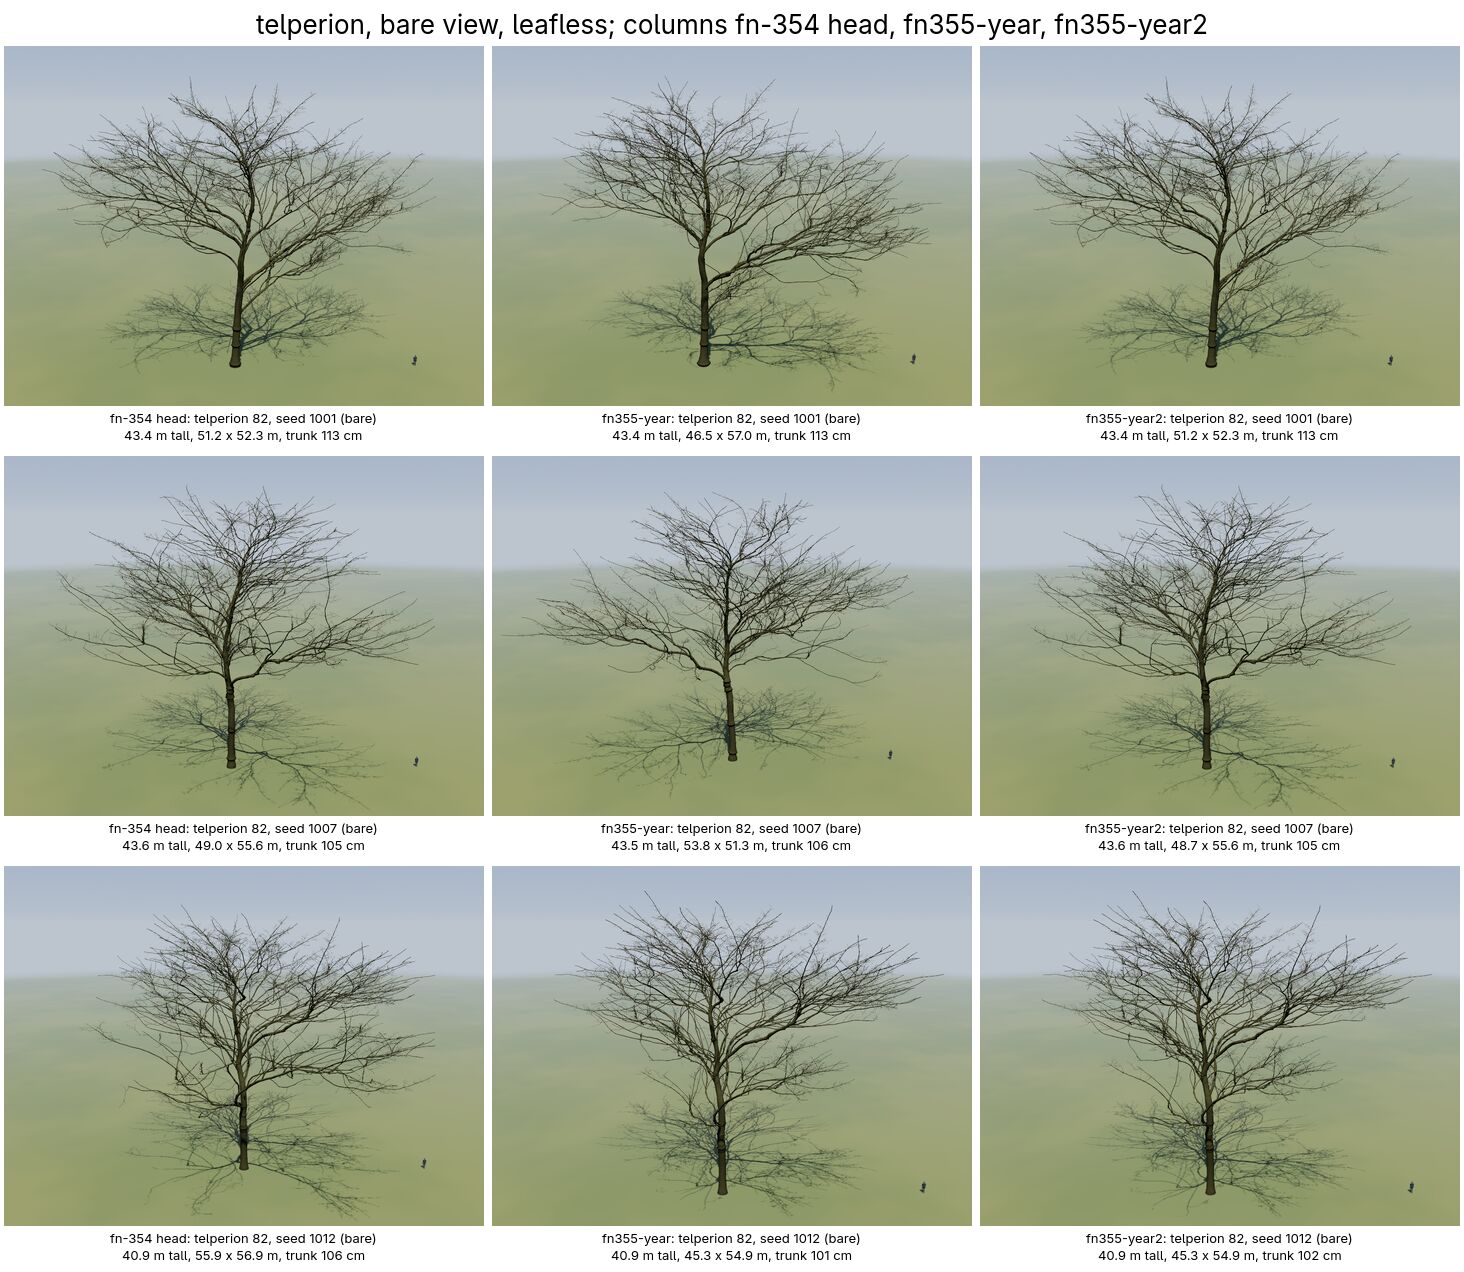 telperion, bare view, leafless; columns fn-354 head, fn355-year, fn355-year2
fn-354 head: telperion 82, seed 1001 (bare)
43.4 m tall, 51.2 x 52.3 m, trunk 113 cm
fn355-year: telperion 82, seed 1001 (bare)
43.4 m tall, 46.5 x 57.0 m, trunk 113 cm
fn355-year2: telperion 82, seed 1001 (bare)
43.4 m tall, 51.2 x 52.3 m, trunk 113 cm
fn-354 head: telperion 82, seed 1007 (bare)
43.6 m tall, 49.0 x 55.6 m, trunk 105 cm
fn355-year: telperion 82, seed 1007 (bare)
43.5 m tall, 53.8 x 51.3 m, trunk 106 cm
fn355-year2: telperion 82, seed 1007 (bare)
43.6 m tall, 48.7 x 55.6 m, trunk 105 cm
fn-354 head: telperion 82, seed 1012 (bare)
40.9 m tall, 55.9 x 56.9 m, trunk 106 cm
fn355-year: telperion 82, seed 1012 (bare)
40.9 m tall, 45.3 x 54.9 m, trunk 101 cm
fn355-year2: telperion 82, seed 1012 (bare)
40.9 m tall, 45.3 x 54.9 m, trunk 102 cm